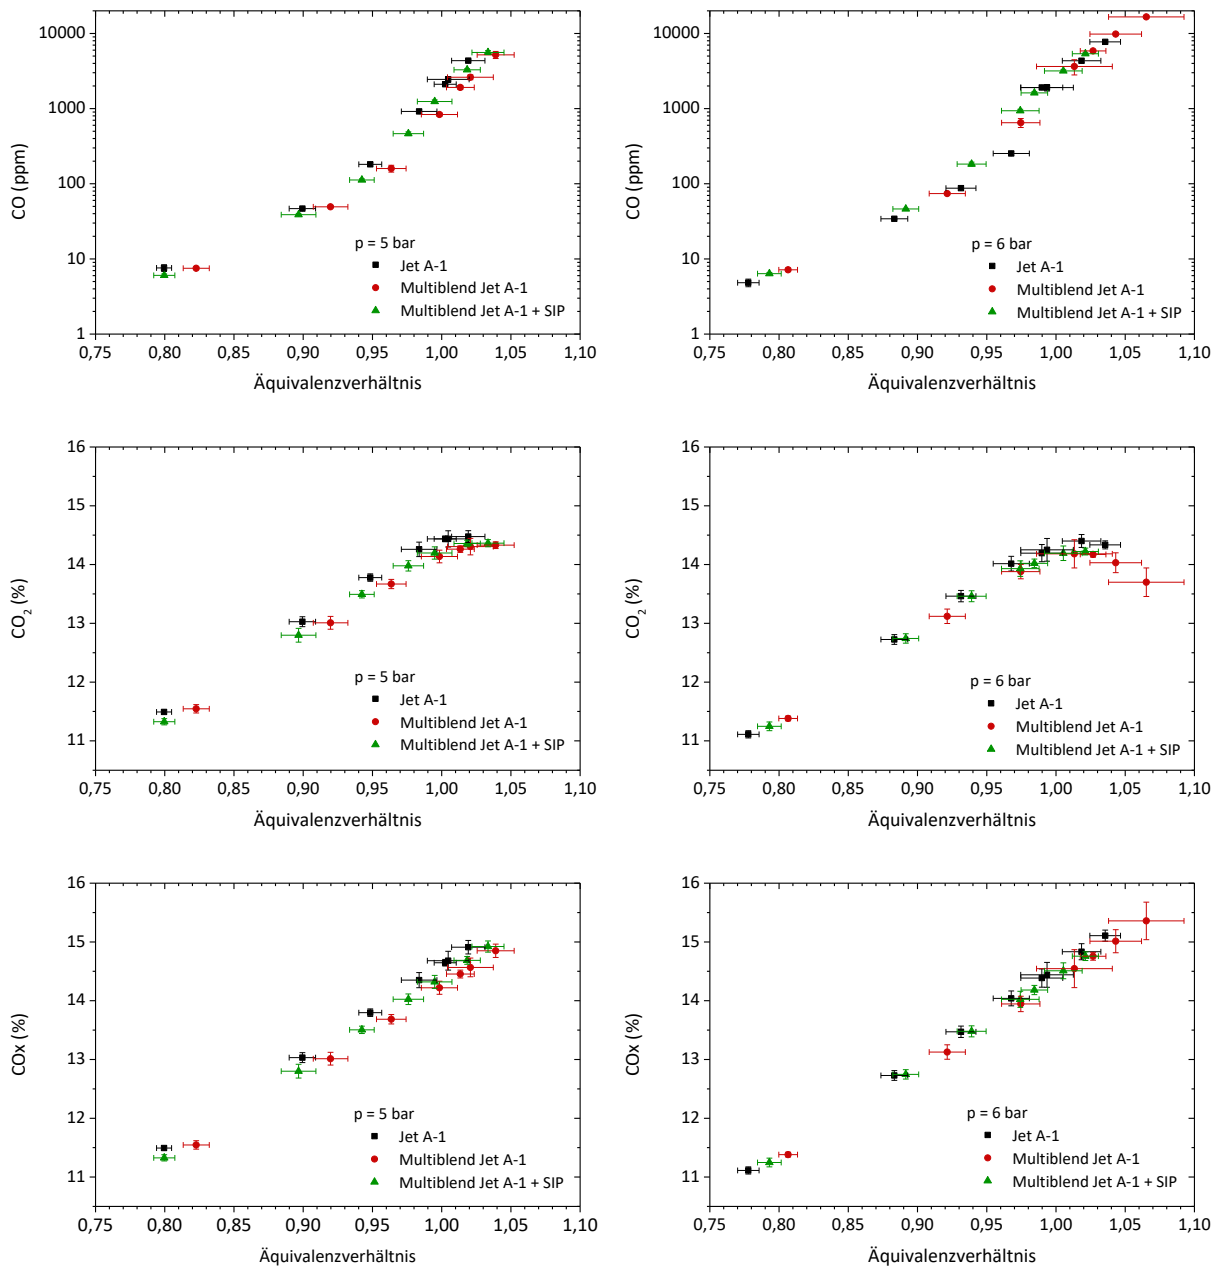 10000
1000
100
10
1
CO (ppm)
p = 5 bar
Jet A-1
Multiblend Jet A-1
Multiblend Jet A-1 + SIP
0,75 0,80 0,85 0,90 0,95 1,00 1,05 1,10
Äquivalenzverhältnis
10000
1000
100
10
1
CO (ppm)
p = 6 bar
Jet A-1
Multiblend Jet A-1
Multiblend Jet A-1 + SIP
0,75 0,80 0,85 0,90 0,95 1,00 1,05 1,10
Äquivalenzverhältnis
16
15
14
13
12
11
CO2 (%)
p = 5 bar
Jet A-1
Multiblend Jet A-1
Multiblend Jet A-1 + SIP
0,75 0,80 0,85 0,90 0,95 1,00 1,05 1,10
Äquivalenzverhältnis
16
15
14
13
12
11
CO2 (%)
p = 6 bar
Jet A-1
Multiblend Jet A-1
Multiblend Jet A-1 + SIP
0,75 0,80 0,85 0,90 0,95 1,00 1,05 1,10
Äquivalenzverhältnis
16
15
14
13
12
11
COx (%)
p = 5 bar
Jet A-1
Multiblend Jet A-1
Multiblend Jet A-1 + SIP
0,75 0,80 0,85 0,90 0,95 1,00 1,05 1,10
Äquivalenzverhältnis
16
15
14
13
12
11
COx (%)
p = 6 bar
Jet A-1
Multiblend Jet A-1
Multiblend Jet A-1 + SIP
0,75 0,80 0,85 0,90 0,95 1,00 1,05 1,10
Äquivalenzverhältnis